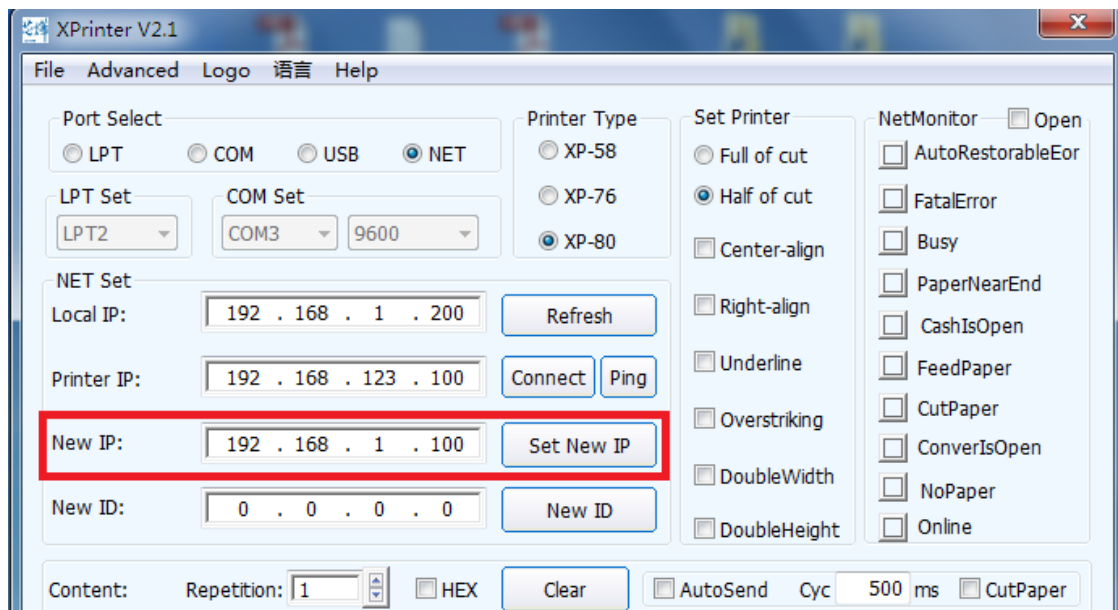 XPrinter V2.1
File Advanced Logo 语言 Help
Port Select
LPT COM USB NET
LPT Set
LPT2
COM Set
COM3 9600
Printer Type
XP-58
XP-76
XP-80
NET Set
Local IP: 192 . 168 . 1 . 200 Refresh
Printer IP: 192 . 168 . 123 . 100 Connect Ping
New IP: 192 . 168 . 1 . 100 Set New IP
New ID: 0 . 0 . 0 . 0 New ID
Set Printer
Full of cut
Half of cut
Center-align
Right-align
Underline
Overstriking
DoubleWidth
DoubleHeight
NetMonitor Open
AutoRestorableEor
FatalError
Busy
PaperNearEnd
CashIsOpen
FeedPaper
CutPaper
ConverIsOpen
NoPaper
Online
Content: Repetition: 1 HEX Clear AutoSend Cyc 500 ms CutPaper